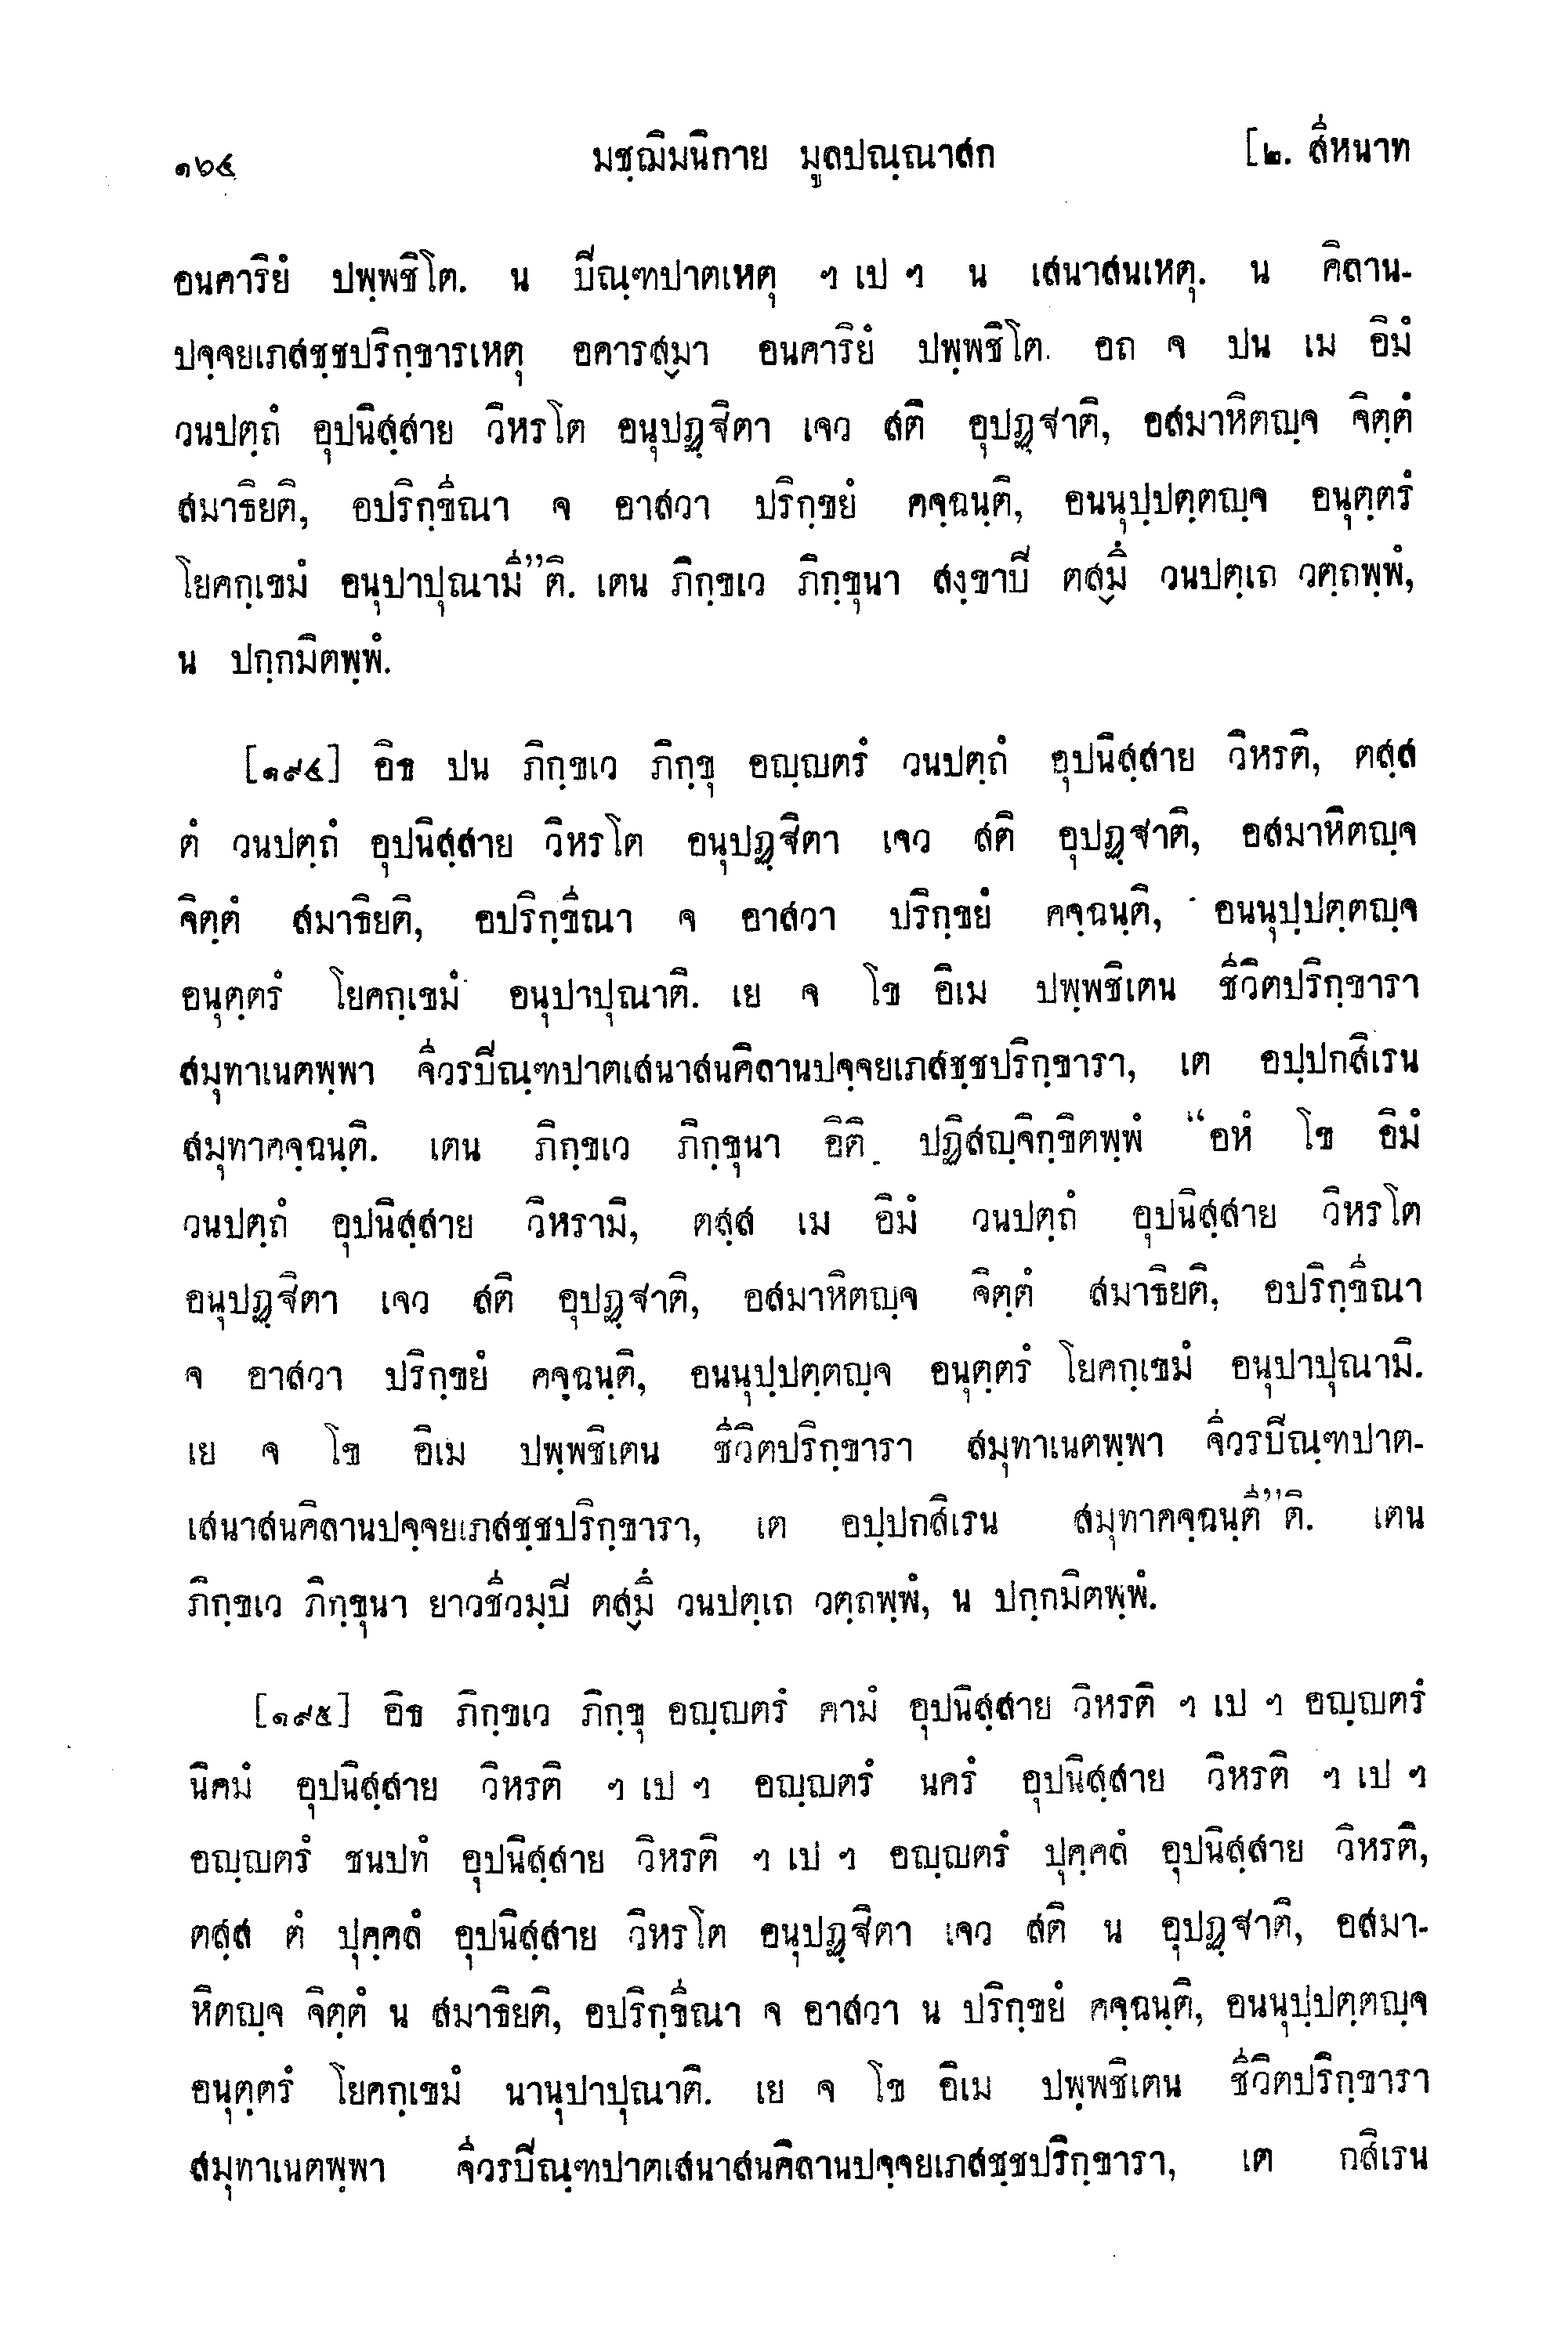 ๑๖๔ มชฺฌิมนิกาย มูลปณฺณาสก [๒. สีหนาท
อนคาริยํ ปพฺพชิโต. น ปิณฺฑปาตเหตุ ฯ เป ฯ น เสนาสนเหตุ. น คิลาน-
ปจฺจยเภสชฺชปริกฺขารเหตุ อคารสฺมา อนคาริยํ ปพฺพชิโต. อถ จ ปน เม อิมํ
วนปตฺถํ อุปนิสฺสาย วิหรโต อนุปฏฺฐิตา เจว สติ อุปฏฺฐาติ, อสมาหิตญฺจ จิตฺตํ
สมาธิยติ, อปริกฺขีณา จ อาสวา ปริกฺขยํ คจฺฉนฺติ, อนนุปฺปตฺตญฺจ อนุตฺตรํ
โยคกฺเขมํ อนุปาปุณามี”ติ. เตน ภิกฺขเว ภิกฺขุนา สงฺขาปิ ตสฺมึ วนปตฺเถ วตฺถพฺพํ,
น ปกฺกมิตพฺพํ.
[๑๙๔] อิธ ปน ภิกฺขเว ภิกฺขุ อญฺญตรํ วนปตฺถํ อุปนิสฺสาย วิหรติ, ตสฺส
ตํ วนปตฺถํ อุปนิสฺสาย วิหรโต อนุปฏฺฐิตา เจว สติ อุปฏฺฐาติ, อสมาหิตญฺจ
จิตฺตํ สมาธิยติ, อปริกฺขีณา จ อาสวา ปริกฺขยํ คจฺฉนฺติ, อนนุปฺปตฺตญฺจ
อนุตฺตรํ โยคกฺเขมํ อนุปาปุณาติ. เย จ โข อิเม ปพฺพชิเตน ชีวิตปริกฺขารา
สมุทาเนตพฺพา จีวรปิณฺฑปาตเสนาสนคิลานปจฺจยเภสชฺชปริกฺขารา, เต อปฺปกสิเรน
สมุทาคจฺฉนฺติ. เตน ภิกฺขเว ภิกฺขุนา อิติ ปฏิสญฺจิกฺขิตพฺพํ “อหํ โข อิมํ
วนปตฺถํ อุปนิสฺสาย วิหรามิ, ตสฺส เม อิมํ วนปตฺถํ อุปนิสฺสาย วิหรโต
อนุปฏฺฐิตา เจว สติ อุปฏฺฐาติ, อสมาหิตญฺจ จิตฺตํ สมาธิยติ, อปริกฺขีณา
จ อาสวา ปริกฺขยํ คจฺฉนฺติ, อนนุปฺปตฺตญฺจ อนุตฺตรํ โยคกฺเขมํ อนุปาปุณามิ.
เย จ โข อิเม ปพฺพชิเตน ชีวิตปริกฺขารา สมุทาเนตพฺพา จีวรปิณฺฑปาต-
เสนาสนคิลานปจฺจยเภสชฺชปริกฺขารา, เต อปฺปกสิเรน สมุทาคจฺฉนฺตี”ติ. เตน
ภิกฺขเว ภิกฺขุนา ยาวชีวมฺปิ ตสฺมึ วนปตฺเถ วตฺถพฺพํ, น ปกฺกมิตพฺพํ.
[๑๙๕] อิธ ภิกฺขเว ภิกฺขุ อญฺญตรํ คามํ อุปนิสฺสาย วิหรติ ฯ เป ฯ อญฺญตรํ
นิคมํ อุปนิสฺสาย วิหรติ ฯ เป ฯ อญฺญตรํ นครํ อุปนิสฺสาย วิหรติ ฯ เป ฯ
อญฺญตรํ ชนปทํ อุปนิสฺสาย วิหรติ ฯ เป ฯ อญฺญตรํ ปุคฺคลํ อุปนิสฺสาย วิหรติ,
ตสฺส ตํ ปุคฺคลํ อุปนิสฺสาย วิหรโต อนุปฏฺฐิตา เจว สติ น อุปฏฺฐาติ, อสมา-
หิตญฺจ จิตฺตํ น สมาธิยติ, อปริกฺขีณา จ อาสวา น ปริกฺขยํ คจฺฉนฺติ, อนนุปฺปตฺตญฺจ
อนุตฺตรํ โยคกฺเขมํ นานุปาปุณาติ. เย จ โข อิเม ปพฺพชิเตน ชีวิตปริกฺขารา
สมุทาเนตพฺพา จีวรปิณฺฑปาตเสนาสนคิลานปจฺจยเภสชฺชปริกฺขารา, เต กสิเรน